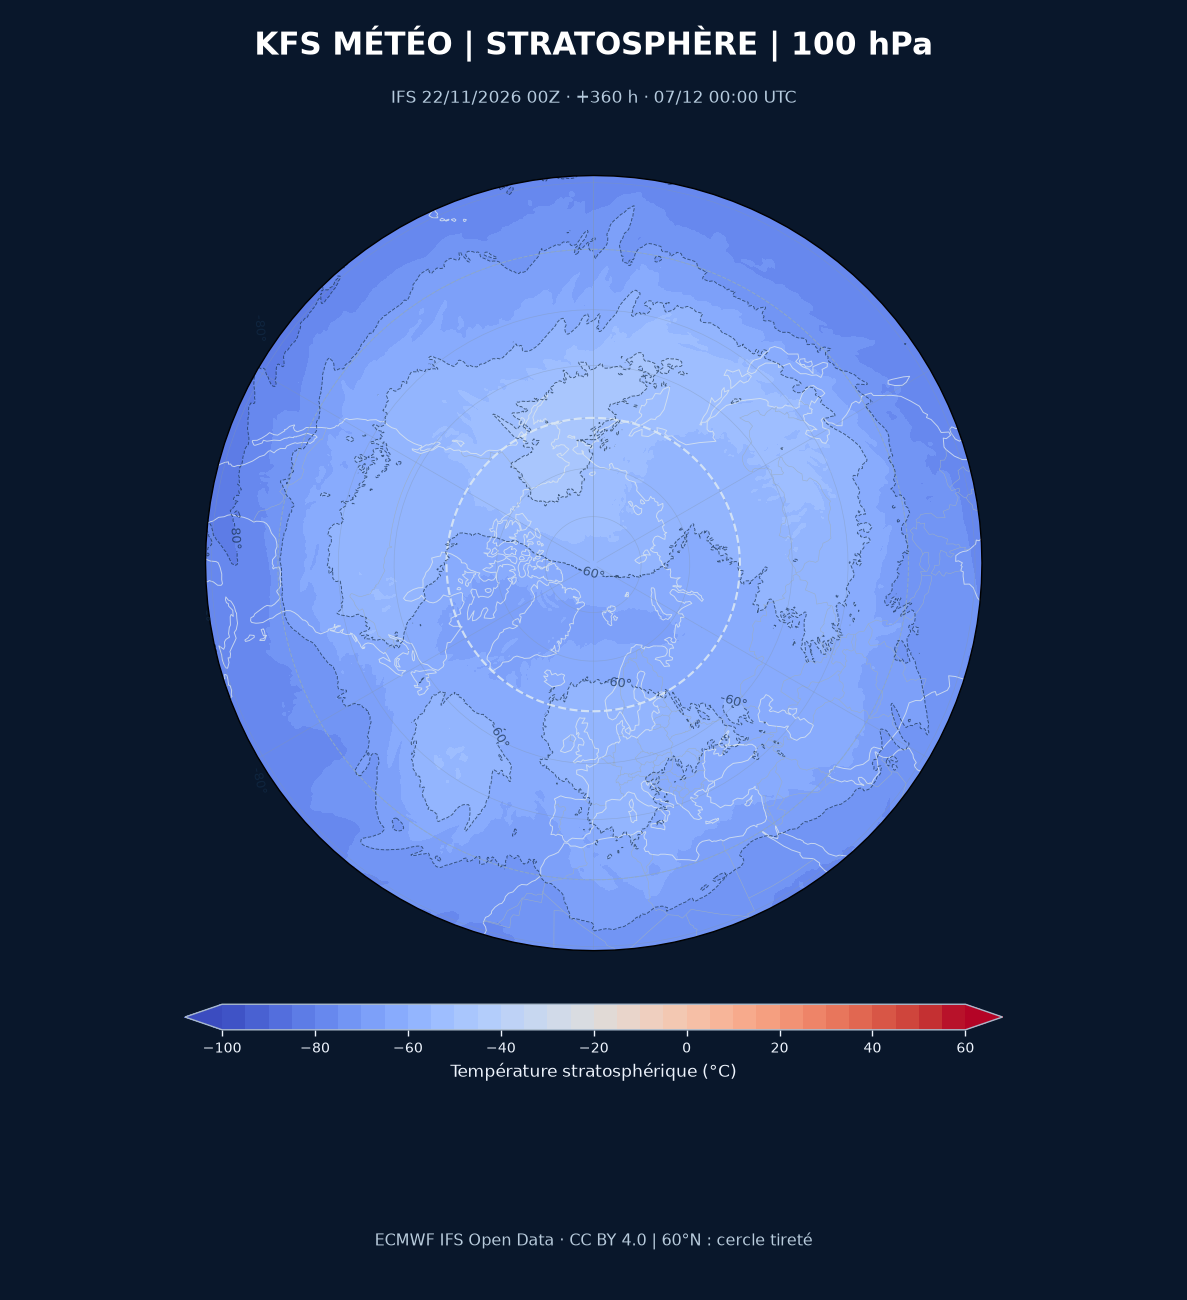 KFS MÉTÉO | STRATOSPHÈRE | 100 hPa
IFS 22/11/2026 00Z · +360 h · 07/12 00:00 UTC
-80°
-80°
-60°
-60°
-60°
-60°
-80°
−100 −80 −60 −40 −20 0 20 40 60
Température stratosphérique (°C)
ECMWF IFS Open Data · CC BY 4.0 | 60°N : cercle tireté